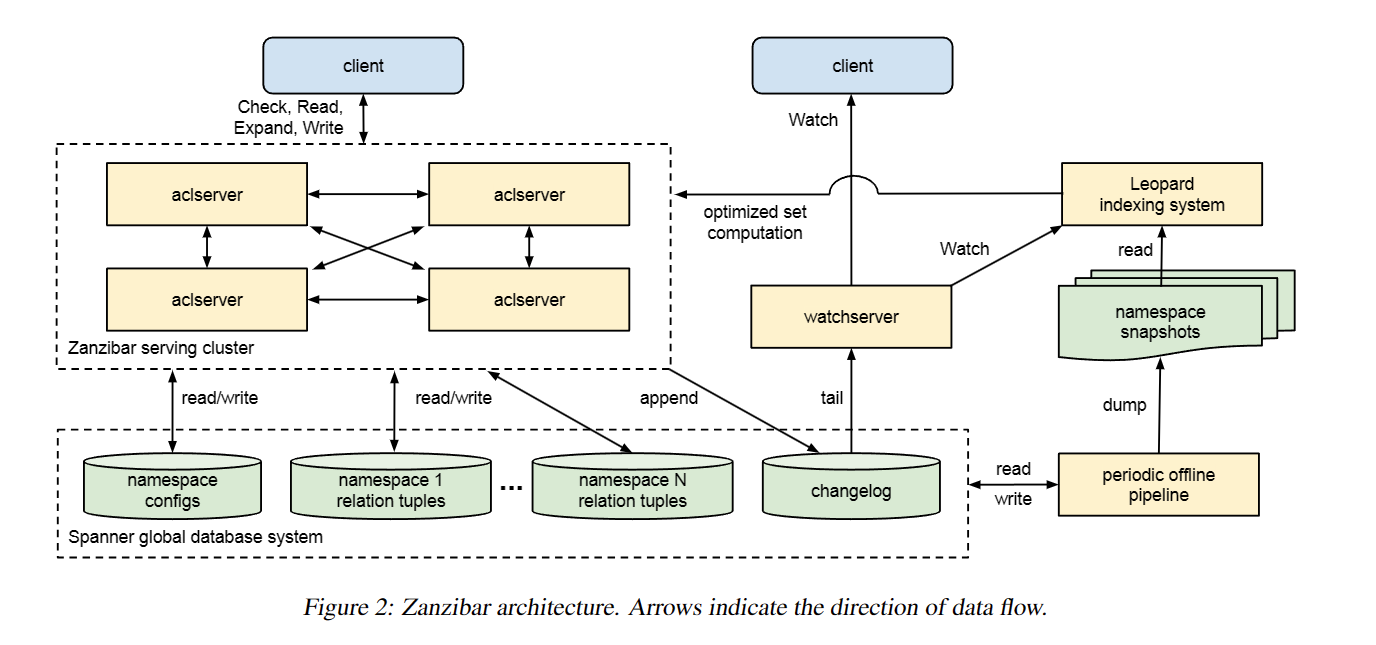 client
client
Check, Read,
Expand, Write
Watch
aclserver
aclserver
Leopard
indexing system
optimized set
computation
Watch
read
aclserver
aclserver
watchserver
namespace
snapshots
Zanzibar serving cluster
read/write
read/write
append
tail
dump
namespace
configs
namespace 1
relation tuples
...
namespace N
relation tuples
changelog
read
write
periodic offline
pipeline
Spanner global database system
Figure 2: Zanzibar architecture. Arrows indicate the direction of data flow.